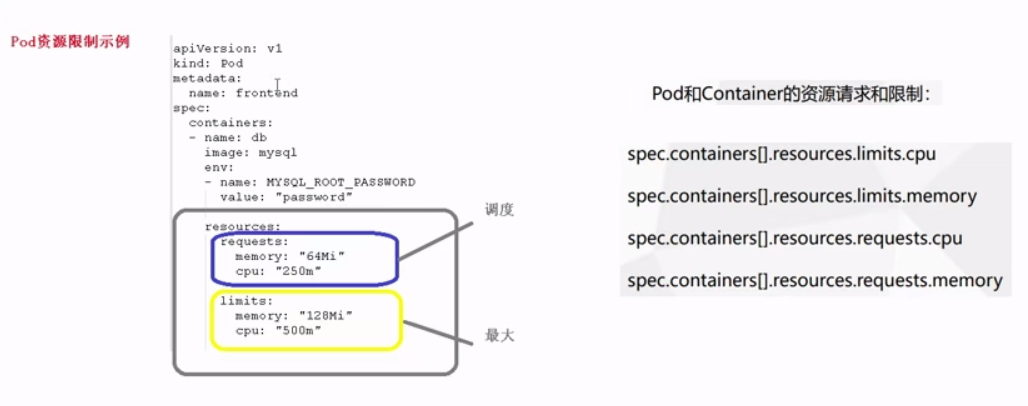 Pod资源限制示例
apiVersion: v1
kind: Pod
metadata:
  name: frontend
spec:
  containers:
  - name: db
    image: mysql
    env:
    - name: MYSQL_ROOT_PASSWORD
      value: "password"
    resources:
      requests:
        memory: "64Mi"
        cpu: "250m"
      limits:
        memory: "128Mi"
        cpu: "500m"
调度
最大
Pod和Container的资源请求和限制：
spec.containers[].resources.limits.cpu
spec.containers[].resources.limits.memory
spec.containers[].resources.requests.cpu
spec.containers[].resources.requests.memory